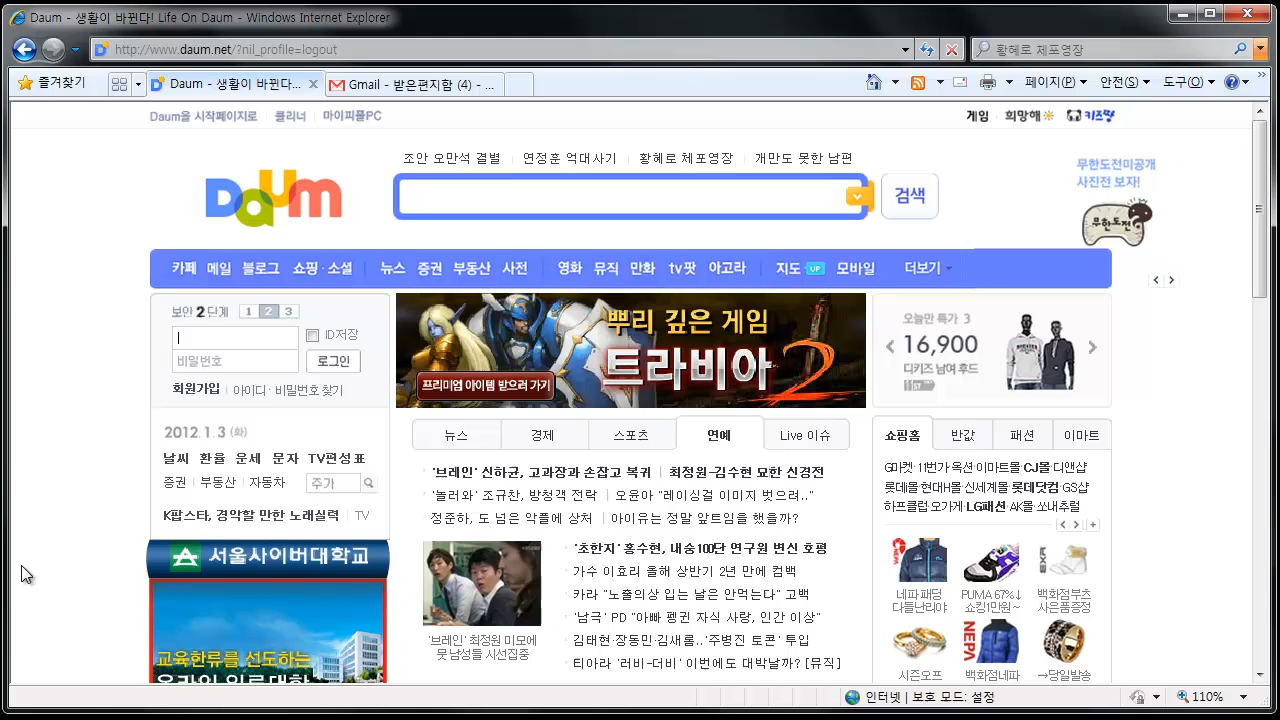 Daum - 생활이 바뀐다! Life On Daum - Windows Internet Explorer
http://www.daum.net/?nil_profile=logout
황혜로 체포영장
즐겨찾기
Daum - 생활이 바뀐다...
Gmail - 받은편지함 (4) - ...
페이지(P)
안전(S)
도구(O)
Daum을 시작페이지로
클리너
마이피플PC
게임
희망해
키즈짱
조안 오만석 결별
연정훈 억대사기
황혜로 체포영장
개만도 못한 남편
Daum
검색
무한도전미공개
사진전 보자!
무한도전
카페 메일 블로그 쇼핑·소셜
뉴스 증권 부동산 사전
영화 뮤직 만화 tv팟 아고라
지도 UP 모바일
더보기
보안 2단계 1 2 3
ID저장
비밀번호
로그인
회원가입 | 아이디·비밀번호 찾기
뿌리 깊은 게임
트라비아2
프리미엄 아이템 받으러 가기
오늘만 특가 3
16,900
디키즈 남여 후드
11ST
2012.1.3 (화)
날씨 환율 운세 문자 TV편성표
증권 부동산 자동차
주가
K팝스타, 경악할 만한 노래실력 | TV
뉴스
경제
스포츠
연예
Live 이슈
'브레인' 신하균, 고과장과 손잡고 복귀 | 최정원-김수현 묘한 신경전
'놀러와' 조규찬, 방청객 전락 | 오윤아 "레이싱걸 이미지 벗으려.."
정준하, 도 넘은 악플에 상처 | 아이유는 정말 앞트임을 했을까?
'초한지' 홍수현, 내숭100단 연구원 변신 호평
가수 이효리 올해 상반기 2년 만에 컴백
카라 "노출의상 입는 날은 안먹는다" 고백
'남극' PD "아빠 펭귄 자식 사랑, 인간 이상"
김태현·장동민·김새롬..'주병진 토콘' 투입
티아라 '러비-더비' 이번에도 대박날까? [뮤직]
'브레인' 최정원 미모에
못난성들 시선집중
쇼핑홈
반값
패션
이마트
G마켓·11번가·옥션·이마트몰 CJ몰·디앤샵
롯데몰·현대H몰·신세계몰 롯데닷컴·GS샵
하프클럽·오가게·LG패션·AK몰·쏘내추럴
네파 패딩
다들난리야
PUMA 67%↓
쇼킹1만원~
백화점부츠
사은품증정
시즌오프
백화점네파
→당일발송
NEPA
서울사이버대학교
교육한류를 선도하는
인터넷 | 보호 모드: 설정
110%